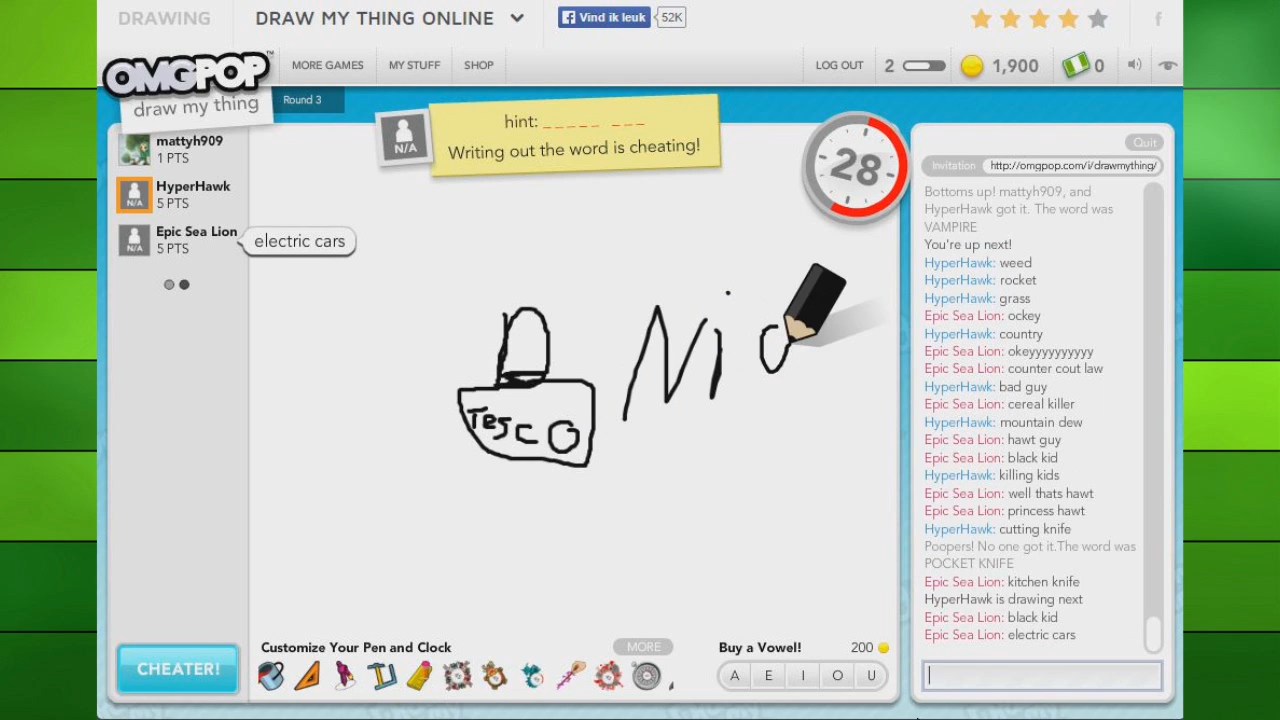 DRAWING
DRAW MY THING ONLINE
Vind ik leuk
52K
f
OMGPOP
draw my thing
MORE GAMES
MY STUFF
SHOP
LOG OUT
2
1,900
0
Round 3
mattyh909
1 PTS
N/A
HyperHawk
5 PTS
N/A
Epic Sea Lion
5 PTS
electric cars
N/A
hint: _ _ _ _ _ _ _ _
Writing out the word is cheating!
28
TESCO
Nic
CHEATER!
Customize Your Pen and Clock
MORE
Buy a Vowel!
200
A E I O U
Quit
Invitation
http://omgpop.com/i/drawmything/
Bottoms up! mattyh909, and
HyperHawk got it. The word was
VAMPIRE
You're up next!
HyperHawk: weed
HyperHawk: rocket
HyperHawk: grass
Epic Sea Lion: ockey
HyperHawk: country
Epic Sea Lion: okeyyyyyyyyyy
Epic Sea Lion: counter cout law
HyperHawk: bad guy
Epic Sea Lion: cereal killer
HyperHawk: mountain dew
Epic Sea Lion: hawt guy
Epic Sea Lion: black kid
HyperHawk: killing kids
Epic Sea Lion: well thats hawt
Epic Sea Lion: princess hawt
HyperHawk: cutting knife
Poopers! No one got it.The word was
POCKET KNIFE
Epic Sea Lion: kitchen knife
HyperHawk is drawing next
Epic Sea Lion: black kid
Epic Sea Lion: electric cars